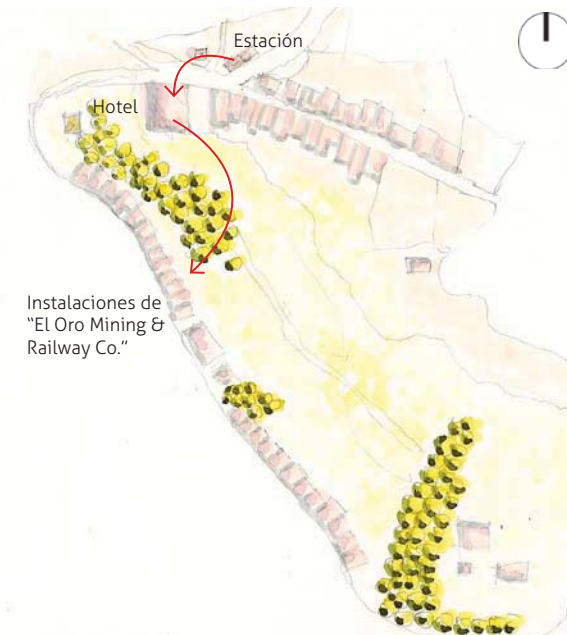 Estación
Hotel
Instalaciones de
"El Oro Mining &
Railway Co."